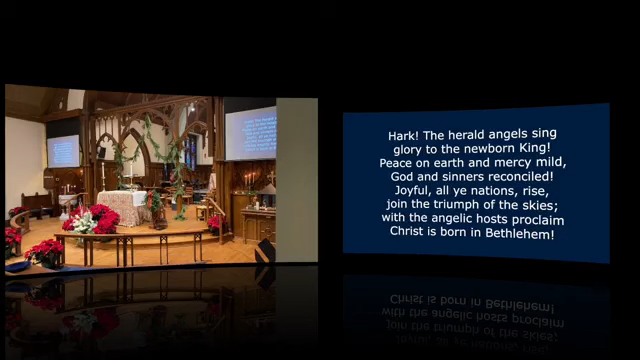 Hark! The herald angels sing
glory to the newborn King!
Peace on earth and mercy mild,
God and sinners reconciled!
Joyful, all ye nations, rise,
join the triumph of the skies;
with the angelic hosts proclaim
Christ is born in Bethlehem!